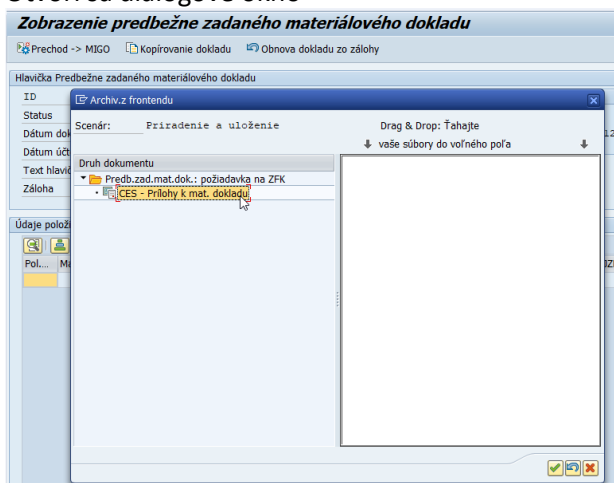 Otvorí sa dialógové okno
Zobrazenie predbežne zadaného materiálového dokladu
Prechod -> MIGO Kopírovanie dokladu Obnova dokladu zo zálohy
Hlavička Predbežne zadaného materiálového dokladu
ID
Status
Dátum dok
Dátum účt
Text hlavič
Záloha
Archiv.z frontendu
Scenár: Priradenie a uloženie
Drag & Drop: Ťahajte
vaše súbory do voľného poľa
Druh dokumentu
Predb.zad.mat.dok.: požiadavka na ZFK
CES - Prílohy k mat. dokladu
Údaje polož
Pol.... Ma